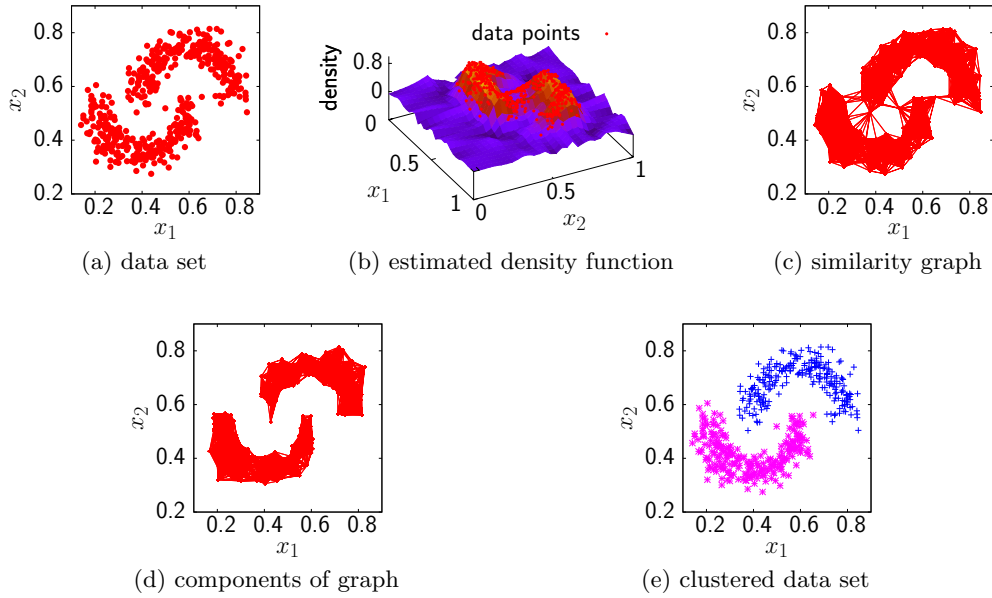 0.8
0.6
0.4
0.2
x₂
0.2 0.4 0.6 0.8
x₁
(a) data set
data points
density
0.8
0
0
0.5
1
x₁
0
0.5
1
x₂
(b) estimated density function
0.8
0.6
0.4
0.2
x₂
0.2 0.4 0.6 0.8
x₁
(c) similarity graph
0.8
0.6
0.4
0.2
x₂
0.2 0.4 0.6 0.8
x₁
(d) components of graph
0.8
0.6
0.4
0.2
x₂
0.2 0.4 0.6 0.8
x₁
(e) clustered data set